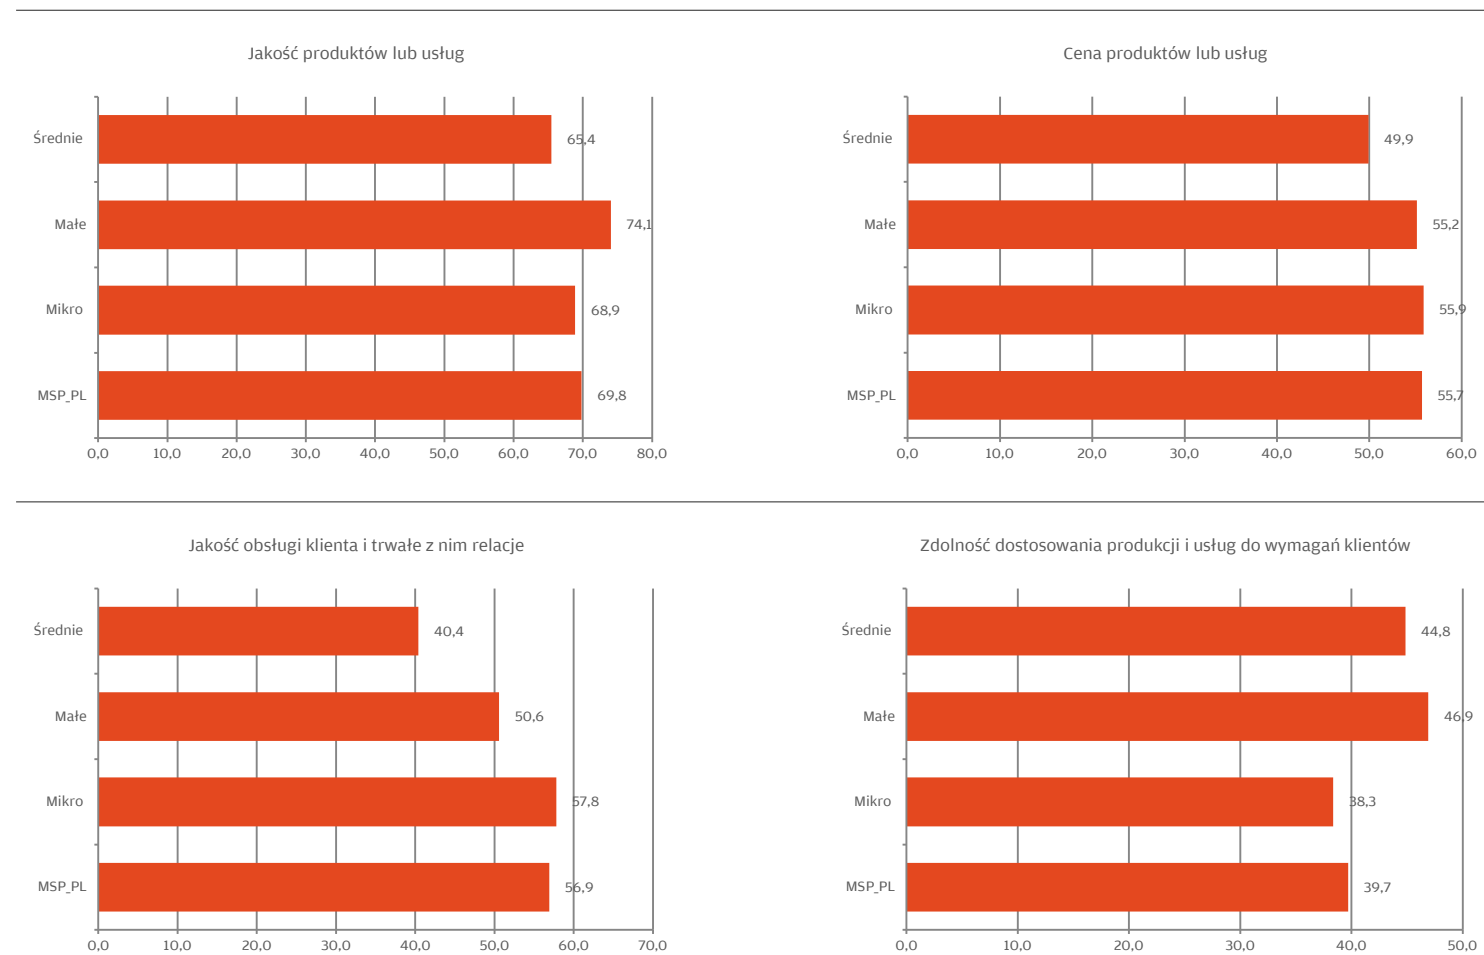 Jakość produktów lub usług
Średnie 65,4
Małe 74,1
Mikro 68,9
MSP_PL 69,8
0,0 10,0 20,0 30,0 40,0 50,0 60,0 70,0 80,0
Cena produktów lub usług
Średnie 49,9
Małe 55,2
Mikro 55,9
MSP_PL 55,7
0,0 10,0 20,0 30,0 40,0 50,0 60,0
Jakość obsługi klienta i trwałe z nim relacje
Średnie 40,4
Małe 50,6
Mikro 57,8
MSP_PL 56,9
0,0 10,0 20,0 30,0 40,0 50,0 60,0 70,0
Zdolność dostosowania produkcji i usług do wymagań klientów
Średnie 44,8
Małe 46,9
Mikro 38,3
MSP_PL 39,7
0,0 10,0 20,0 30,0 40,0 50,0